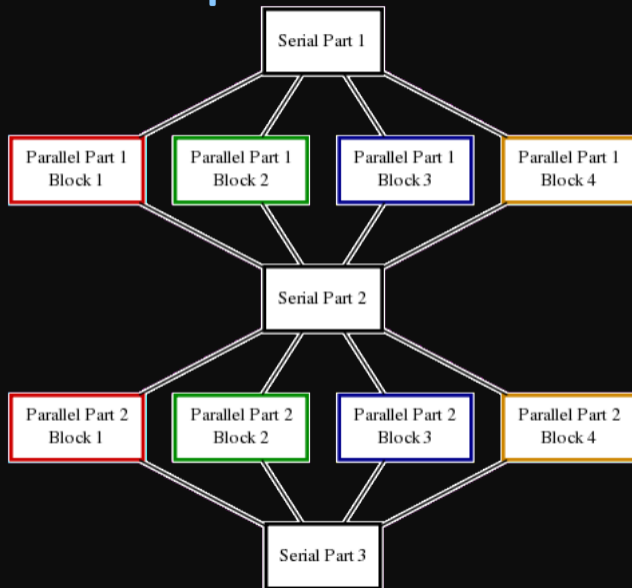 Serial Part 1
Parallel Part 1
Block 1
Parallel Part 1
Block 2
Parallel Part 1
Block 3
Parallel Part 1
Block 4
Serial Part 2
Parallel Part 2
Block 1
Parallel Part 2
Block 2
Parallel Part 2
Block 3
Parallel Part 2
Block 4
Serial Part 3